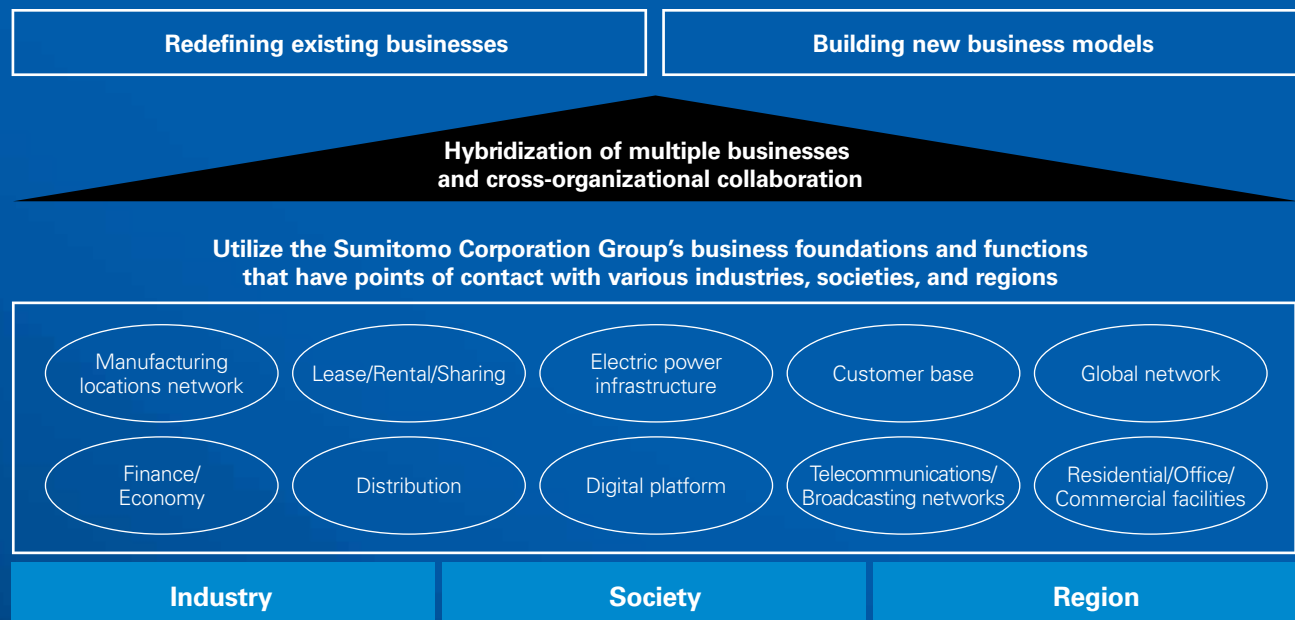 Redefining existing businesses
Building new business models
Hybridization of multiple businesses
and cross-organizational collaboration
Utilize the Sumitomo Corporation Group's business foundations and functions
that have points of contact with various industries, societies, and regions
Manufacturing
locations network
Lease/Rental/Sharing
Electric power
infrastructure
Customer base
Global network
Finance/
Economy
Distribution
Digital platform
Telecommunications/
Broadcasting networks
Residential/Office/
Commercial facilities
Industry
Society
Region